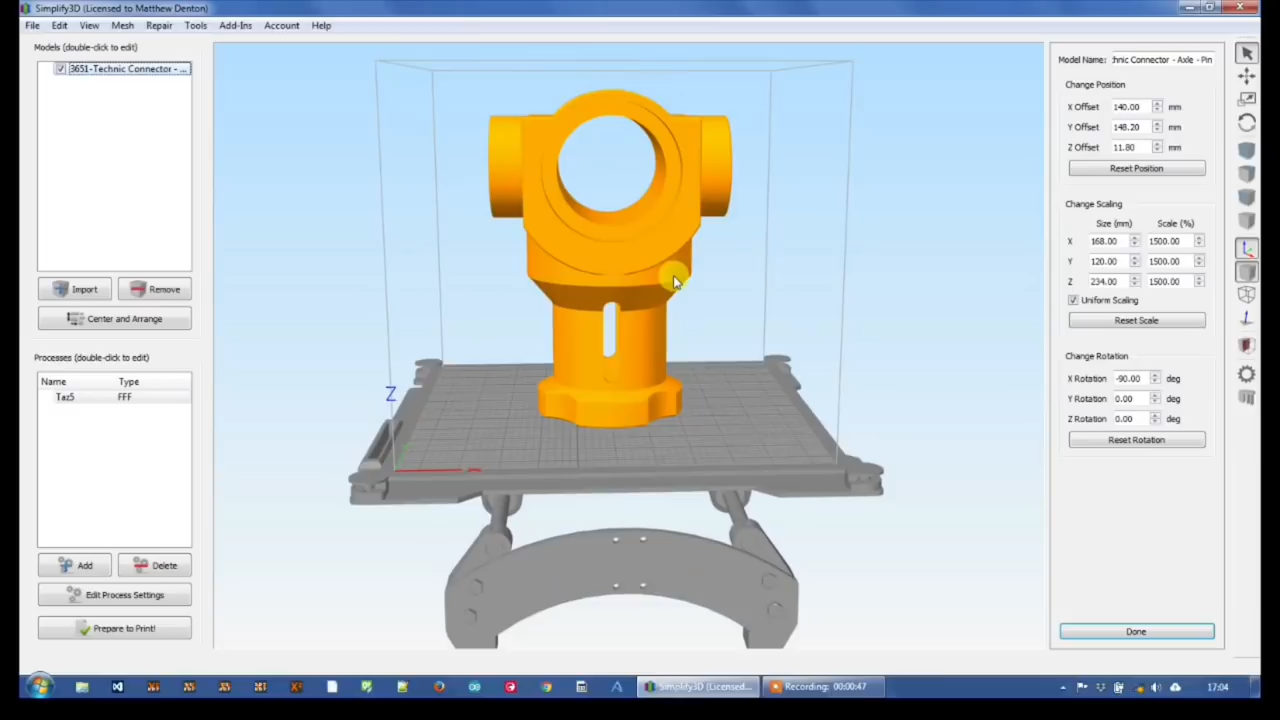 Simplify3D (Licensed to Matthew Denton)
File Edit View Mesh Repair Tools Add-Ins Account Help
Models (double-click to edit)
3651-Technic Connector - ...
Import Remove
Center and Arrange
Processes (double-click to edit)
Name Type
Taz5 FFF
Add Delete
Edit Process Settings
Prepare to Print!
Z
Model Name: hnic Connector - Axle - Pin
Change Position
X Offset 140.00 mm
Y Offset 148.20 mm
Z Offset 11.80 mm
Reset Position
Change Scaling
Size (mm) Scale (%)
X 168.00 1500.00
Y 120.00 1500.00
Z 234.00 1500.00
Uniform Scaling
Reset Scale
Change Rotation
X Rotation -90.00 deg
Y Rotation 0.00 deg
Z Rotation 0.00 deg
Reset Rotation
Done
Simplify3D (Licensed...
Recording: 00:00:47
17:04